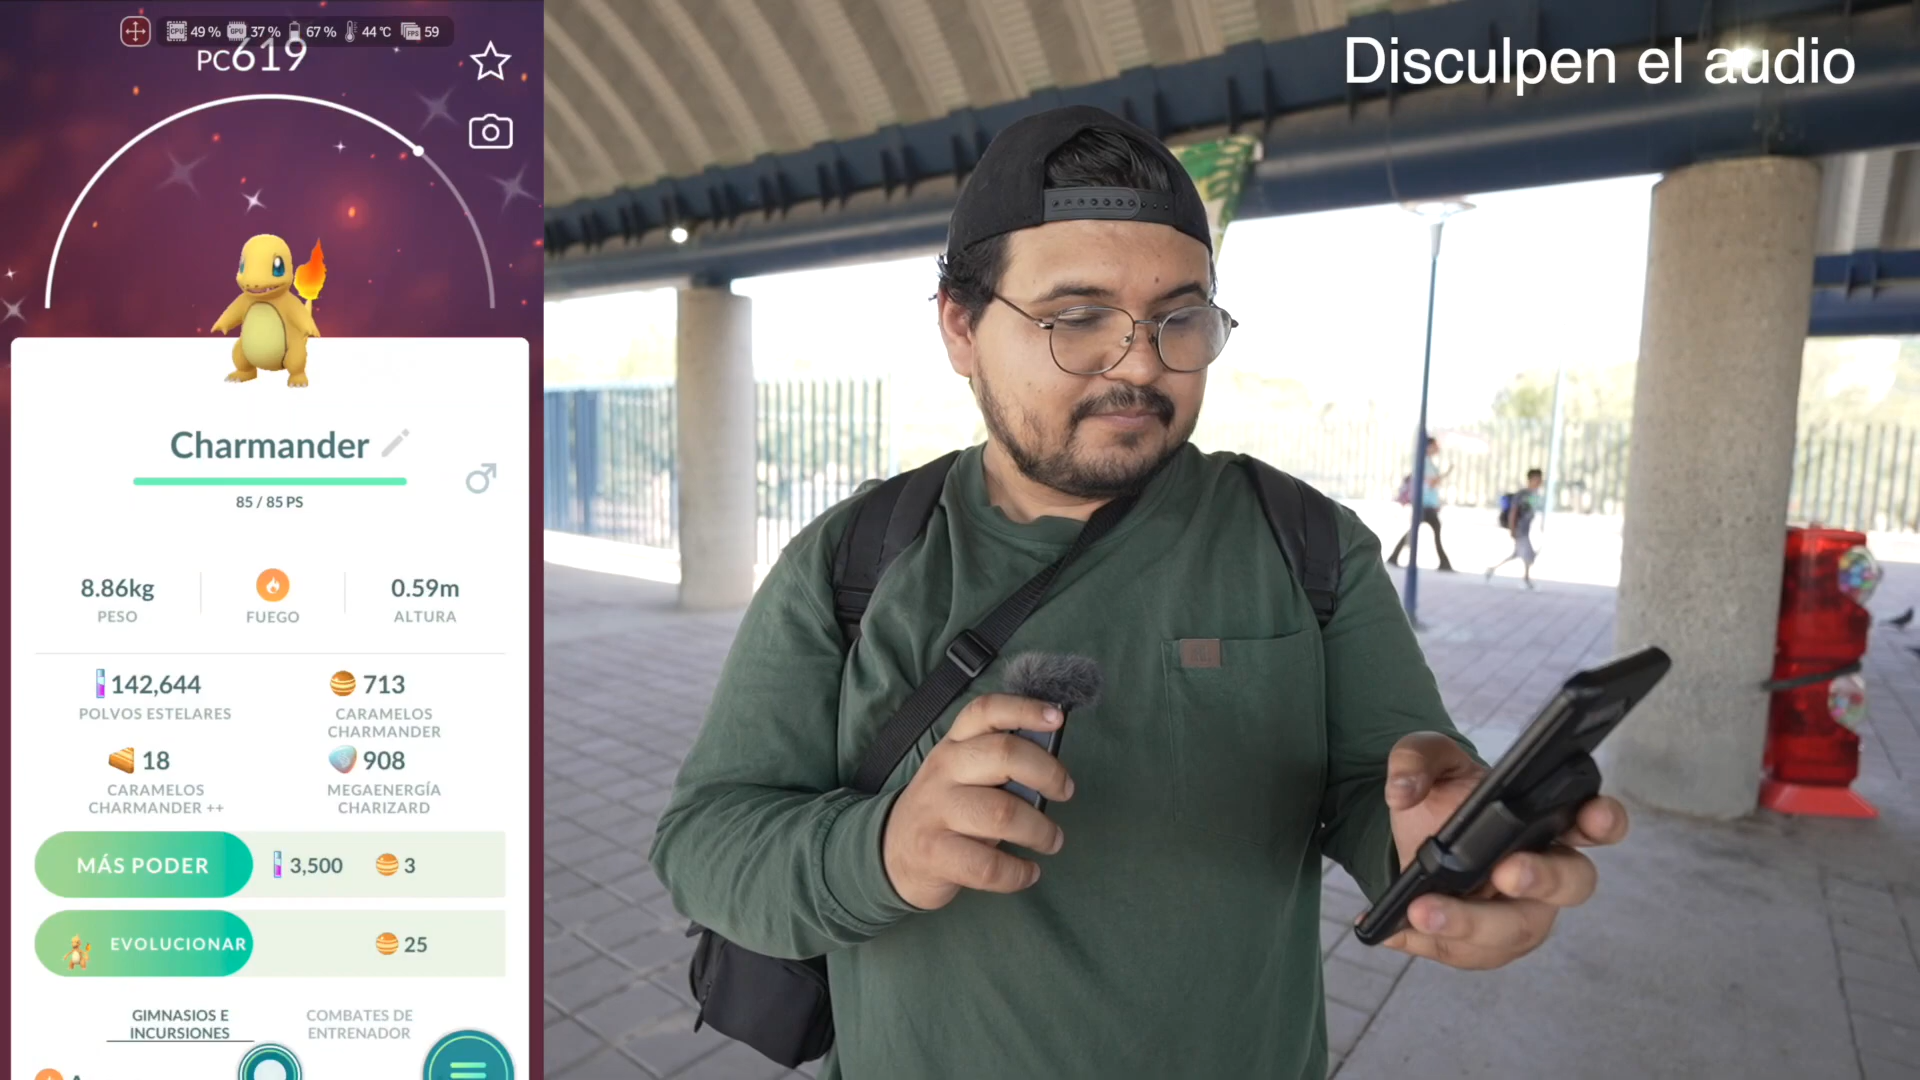 49 % 37 % 67 % 44 °C 59
PC619
Disculpen el audio
Charmander
85 / 85 PS
8.86kg
PESO
FUEGO
0.59m
ALTURA
142,644
POLVOS ESTELARES
713
CARAMELOS
CHARMANDER
18
CARAMELOS
CHARMANDER ++
908
MEGAENERGÍA
CHARIZARD
MÁS PODER
3,500
3
EVOLUCIONAR
25
GIMNASIOS E
INCURSIONES
COMBATES DE
ENTRENADOR